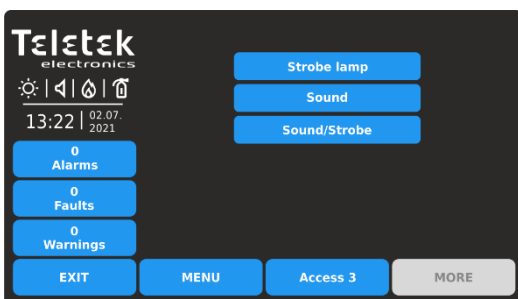 Teletek
electronics
13:22 02.07.
2021
Strobe lamp
Sound
Sound/Strobe
0
Alarms
0
Faults
0
Warnings
EXIT MENU Access 3 MORE